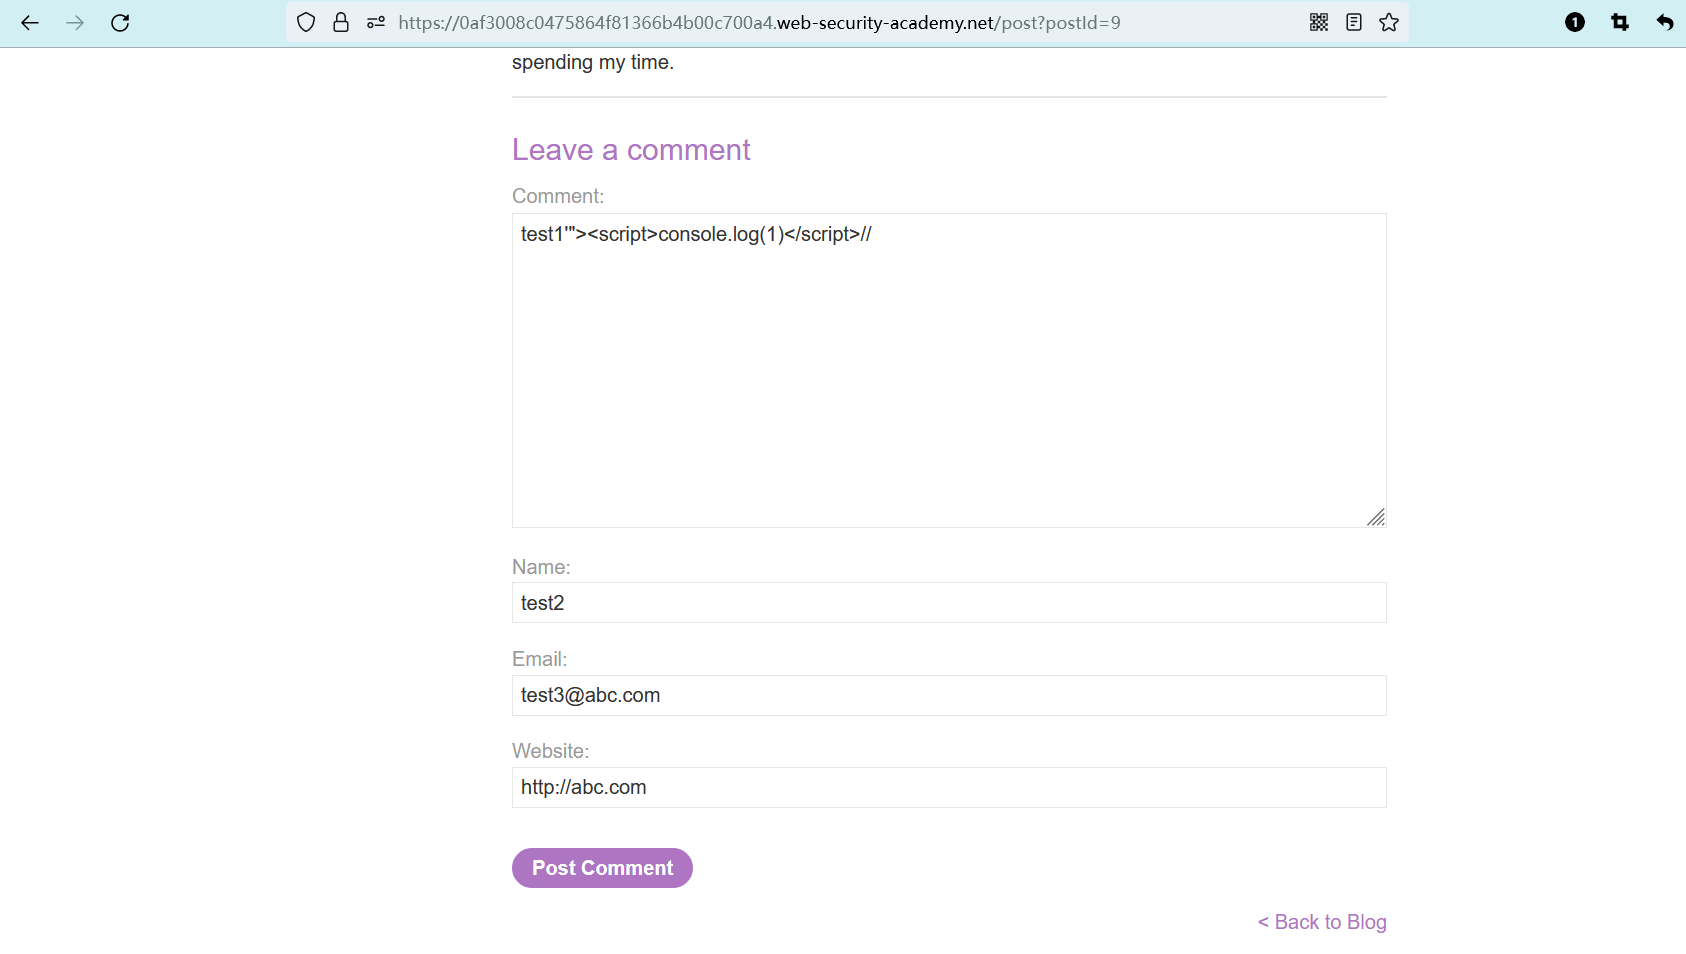 https://0af3008c0475864f81366b4b00c700a4.web-security-academy.net/post?postId=9
1
spending my time.
Leave a comment
Comment:
test1'"><script>console.log(1)</script>//
Name:
test2
Email:
test3@abc.com
Website:
http://abc.com
Post Comment
< Back to Blog